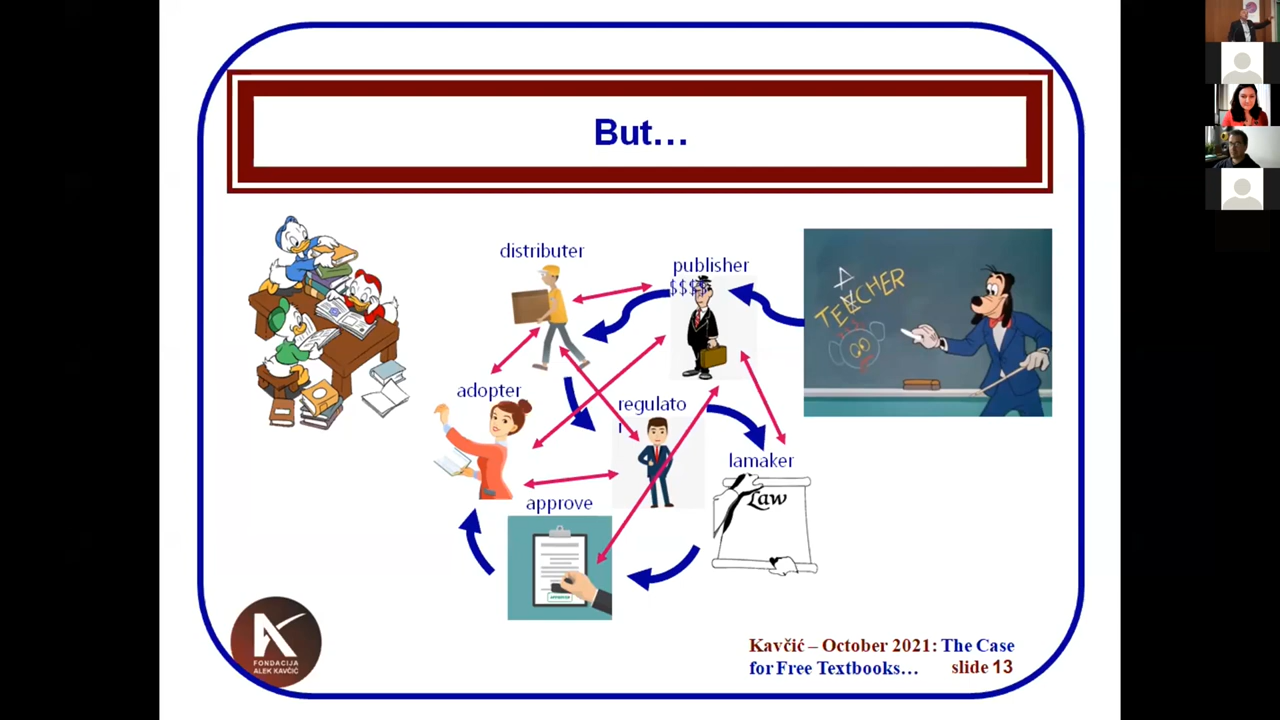 But…
distributer
publisher
$$$$
A
TEACHER
adopter
regulato
r
lamaker
Law
approve
FONDACIJA
ALEK KAVČIĆ
Kavčić – October 2021: The Case
for Free Textbooks… slide 13